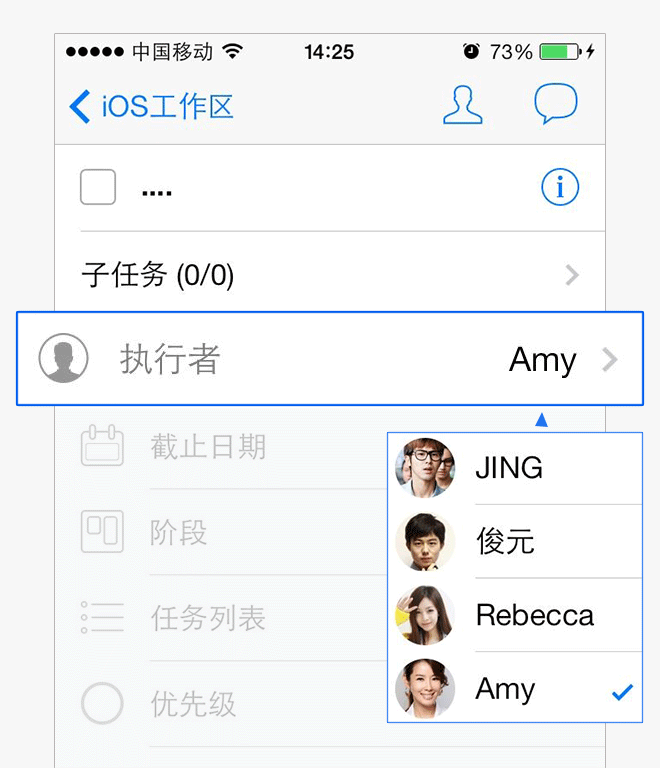 中国移动 14:25 73%
iOS工作区
....
子任务 (0/0)
执行者 Amy
截止日期
JING
阶段
俊元
任务列表
Rebecca
优先级
Amy